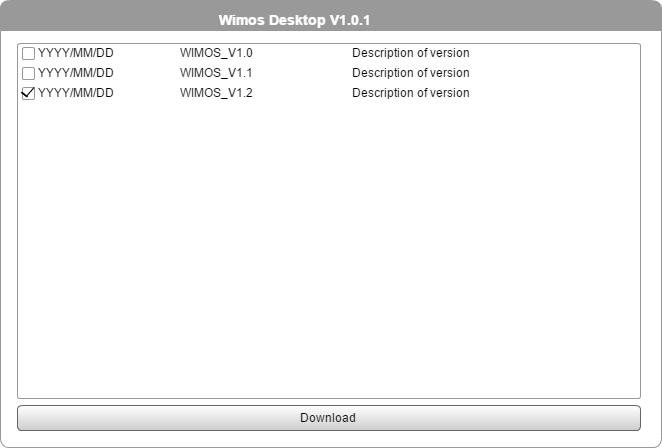 Wimos Desktop V1.0.1
YYYY/MM/DD WIMOS_V1.0 Description of version
YYYY/MM/DD WIMOS_V1.1 Description of version
YYYY/MM/DD WIMOS_V1.2 Description of version
Download